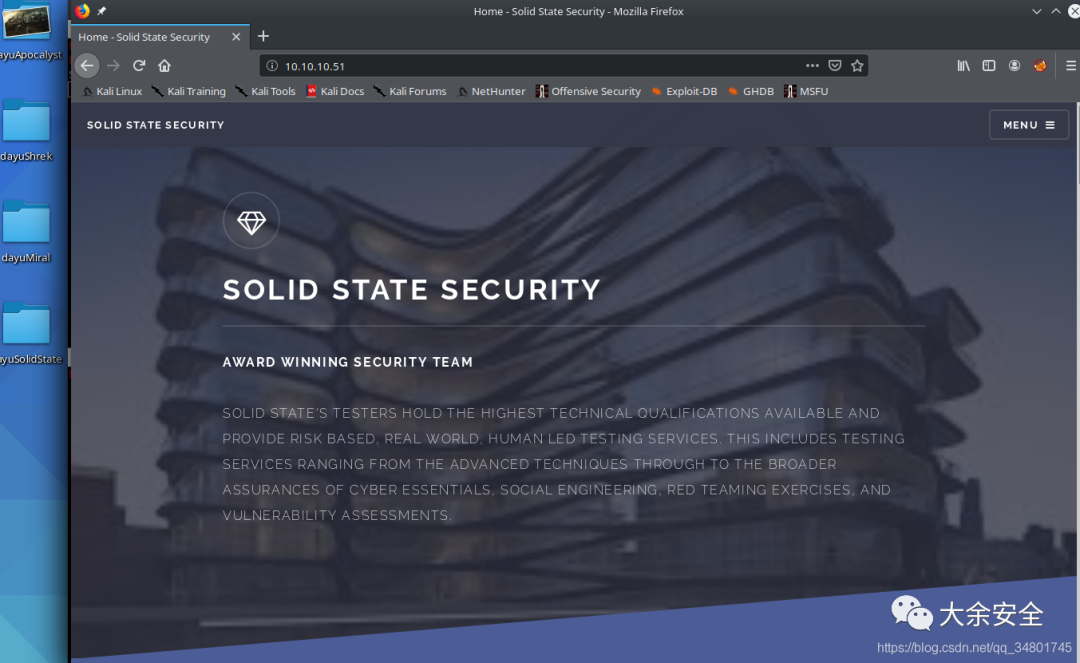 Home - Solid State Security - Mozilla Firefox
Home - Solid State Security
10.10.10.51
Kali Linux Kali Training Kali Tools Kali Docs Kali Forums NetHunter Offensive Security Exploit-DB GHDB MSFU
SOLID STATE SECURITY
MENU
SOLID STATE SECURITY
AWARD WINNING SECURITY TEAM
SOLID STATE'S TESTERS HOLD THE HIGHEST TECHNICAL QUALIFICATIONS AVAILABLE AND
PROVIDE RISK BASED, REAL WORLD, HUMAN LED TESTING SERVICES. THIS INCLUDES TESTING
SERVICES RANGING FROM THE ADVANCED TECHNIQUES THROUGH TO THE BROADER
ASSURANCES OF CYBER ESSENTIALS, SOCIAL ENGINEERING, RED TEAMING EXERCISES, AND
VULNERABILITY ASSESSMENTS.
ayuApocalyst
dayuShrek
dayuMiral
ayuSolidState
大余安全
https://blog.csdn.net/qq_34801745